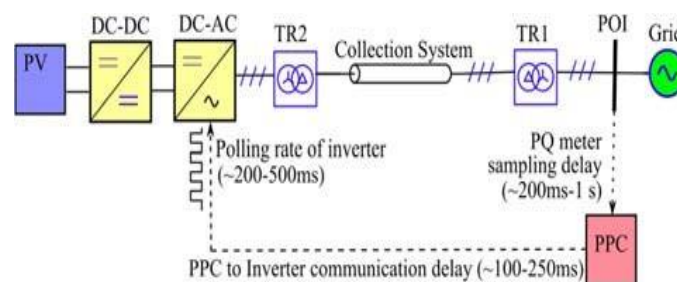 DC-DC
DC-AC
PV
TR2
Collection System
TR1
POI
Grid
Polling rate of inverter
(~200-500ms)
PQ meter
sampling delay
(~200ms-1 s)
PPC
PPC to Inverter communication delay (~100-250ms)